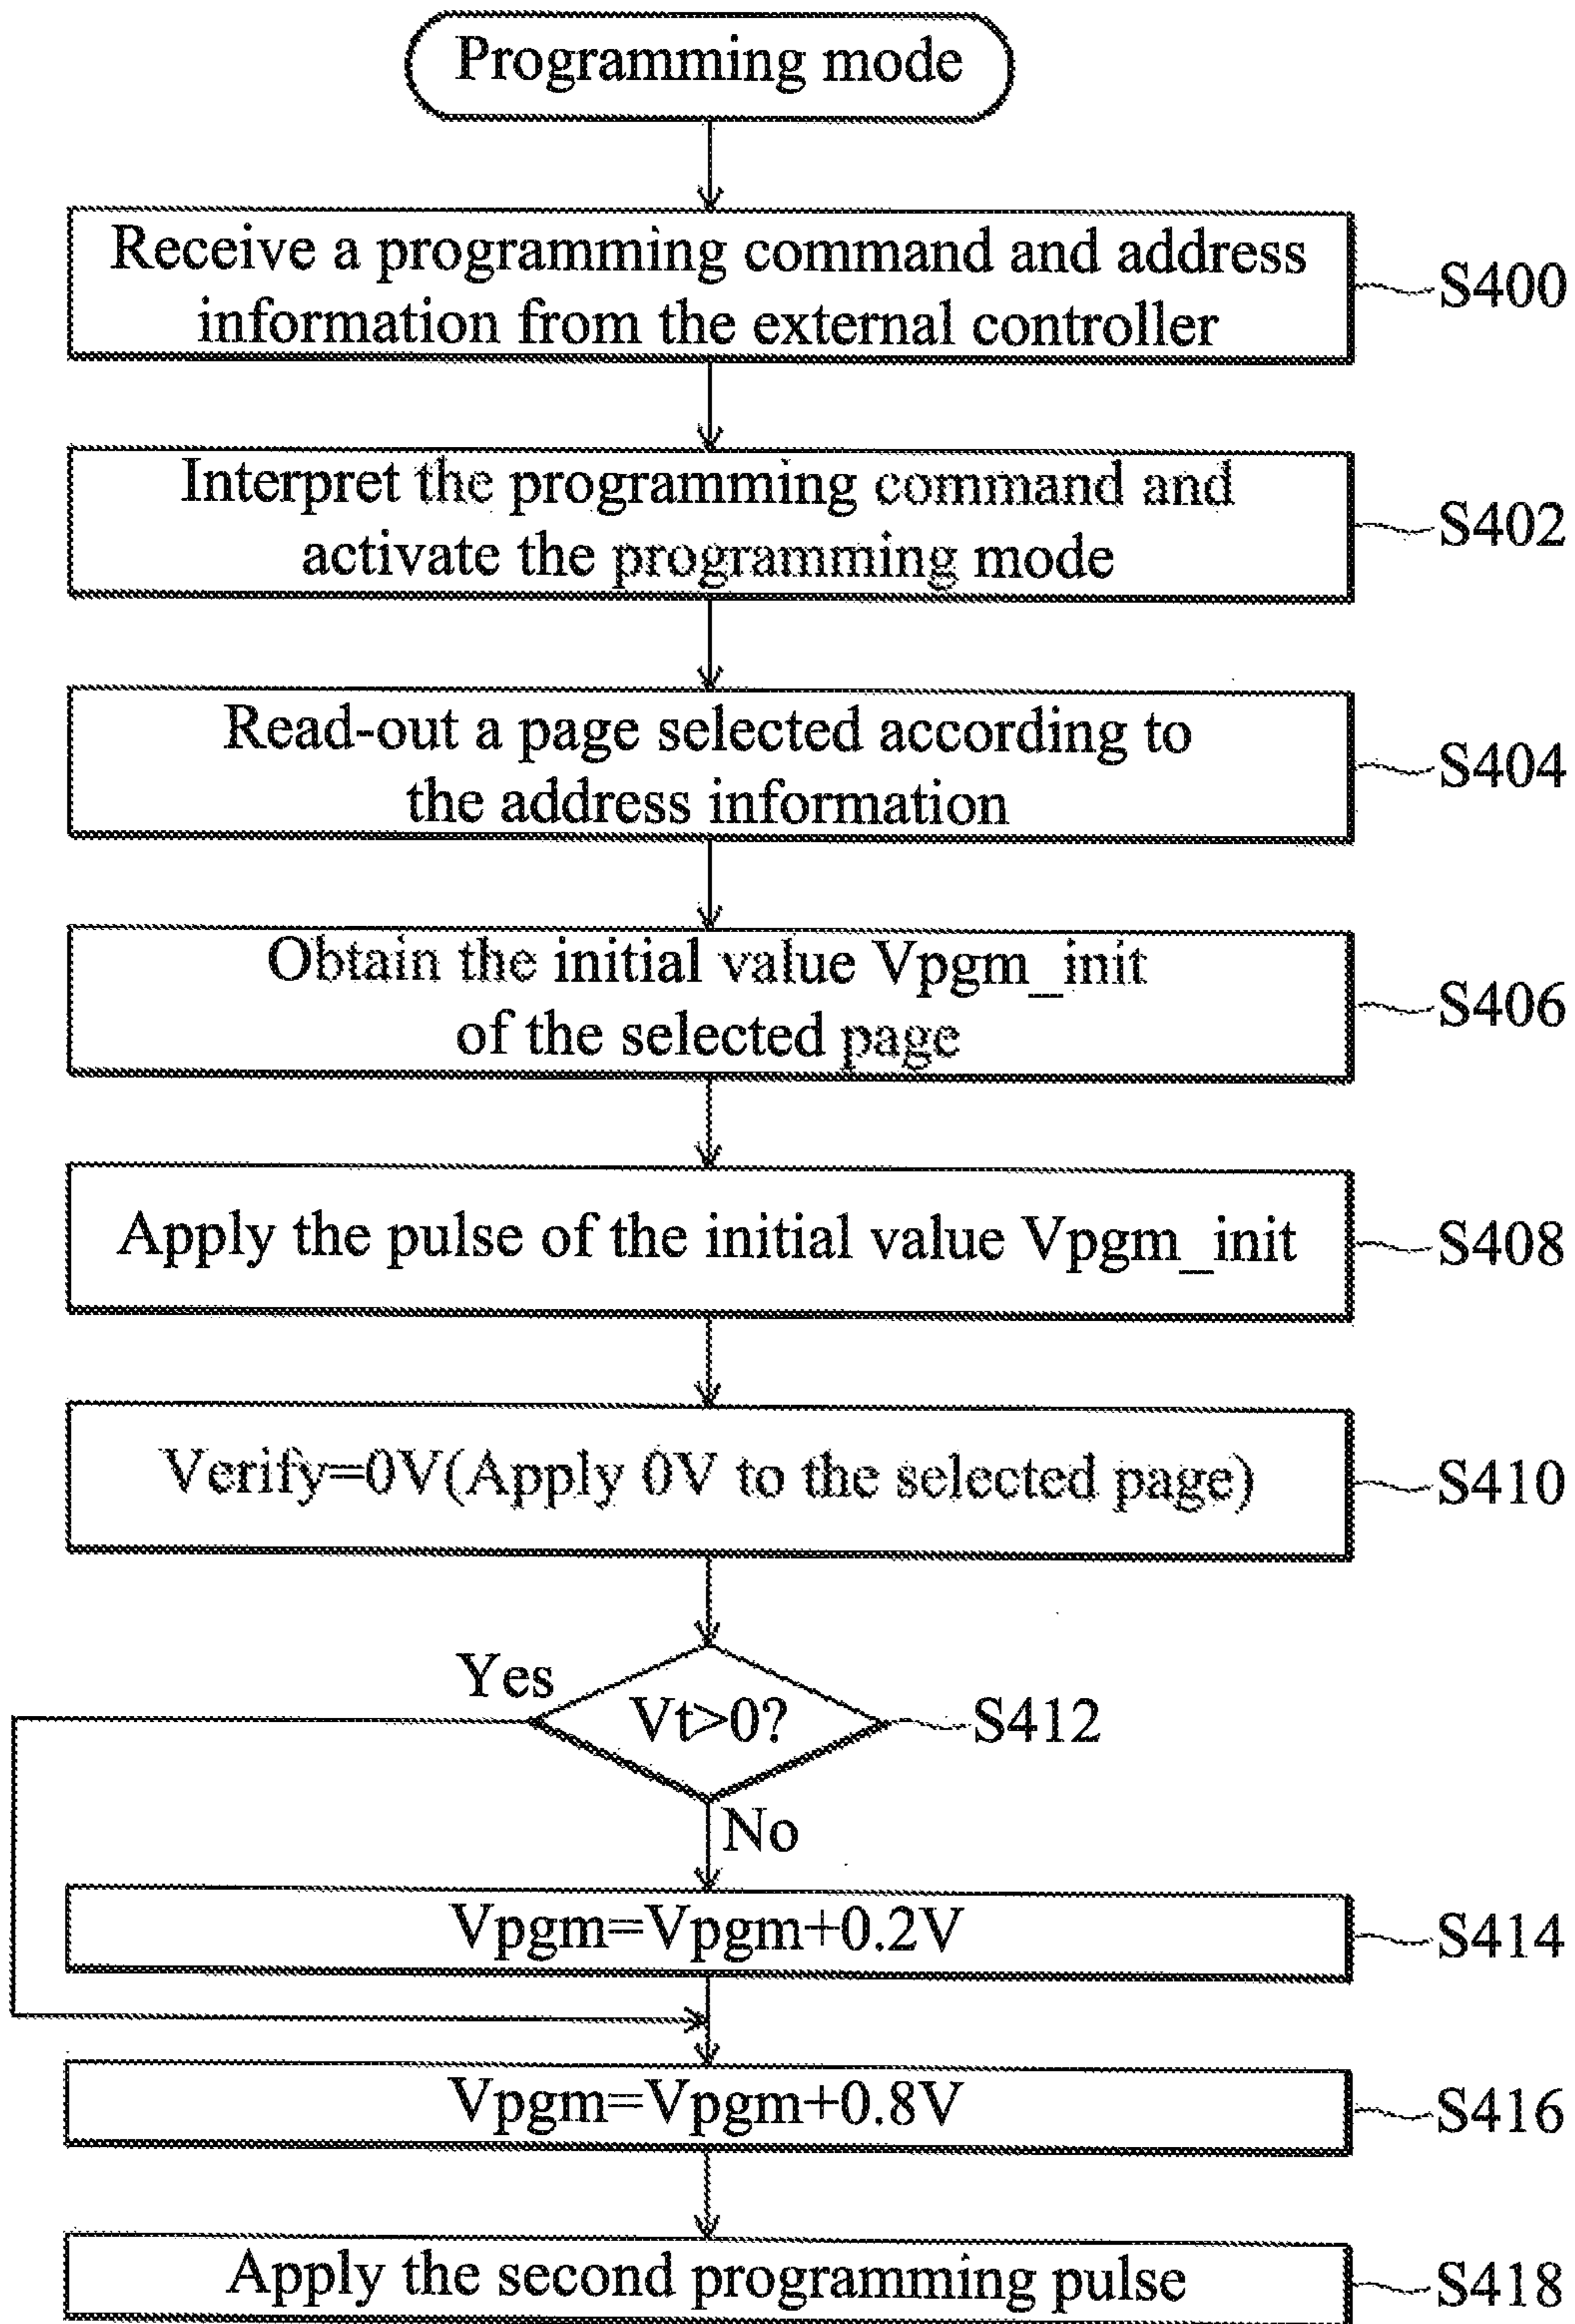 Programming mode
Receive a programming command and address
information from the external controller
S400
Interpret the programming command and
activate the programming mode
S402
Read-out a page selected according to
the address information
S404
Obtain the initial value Vpgm_init
of the selected page
S406
Apply the pulse of the initial value Vpgm_init
S408
Verify=0V(Apply 0V to the selected page)
S410
Yes
Vt>0?
S412
No
Vpgm=Vpgm+0.2V
S414
Vpgm=Vpgm+0.8V
S416
Apply the second programming pulse
S418